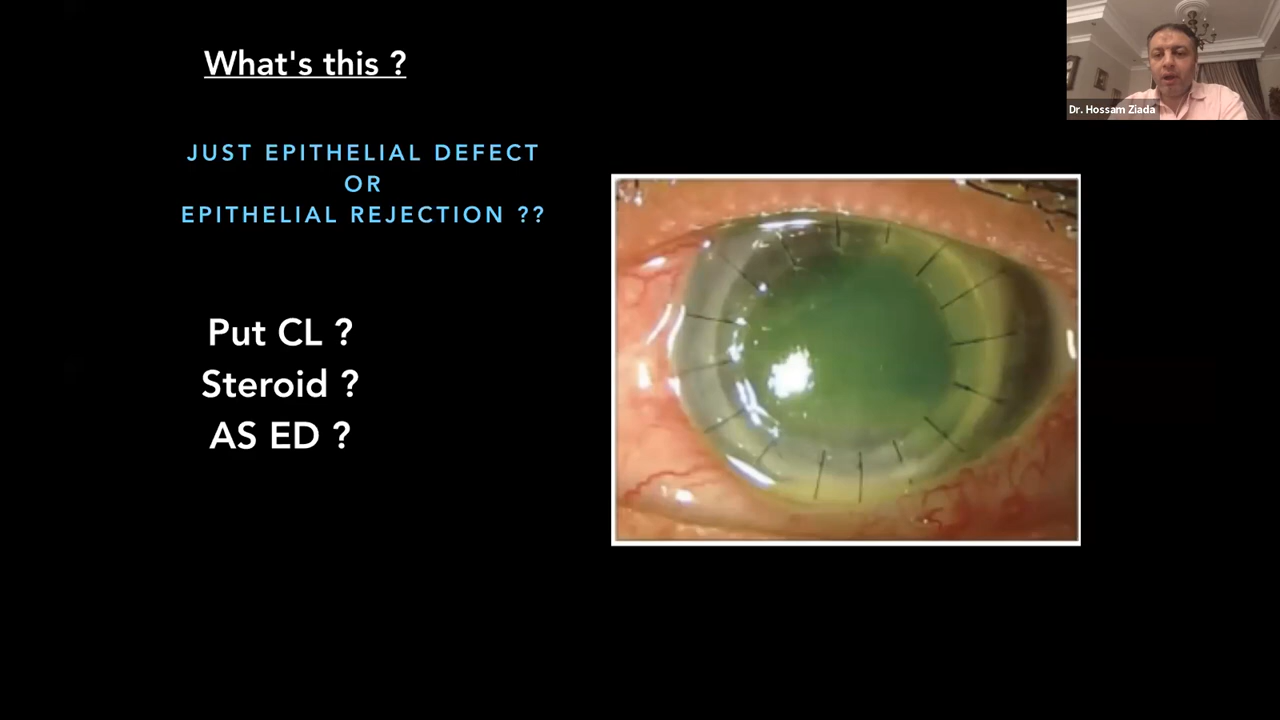 What's this ?
JUST EPITHELIAL DEFECT
OR
EPITHELIAL REJECTION ??
Put CL ?
Steroid ?
AS ED ?
Dr. Hossam Ziada